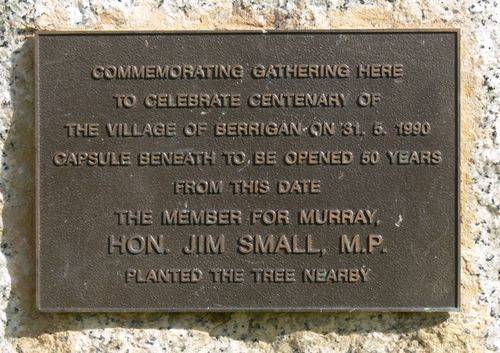 COMMEMORATING GATHERING HERE
TO CELEBRATE CENTENARY OF
THE VILLAGE OF BERRIGAN ON 31. 5. 1990
CAPSULE BENEATH TO BE OPENED 50 YEARS
FROM THIS DATE
THE MEMBER FOR MURRAY,
HON. JIM SMALL, M.P.
PLANTED THE TREE NEARBY